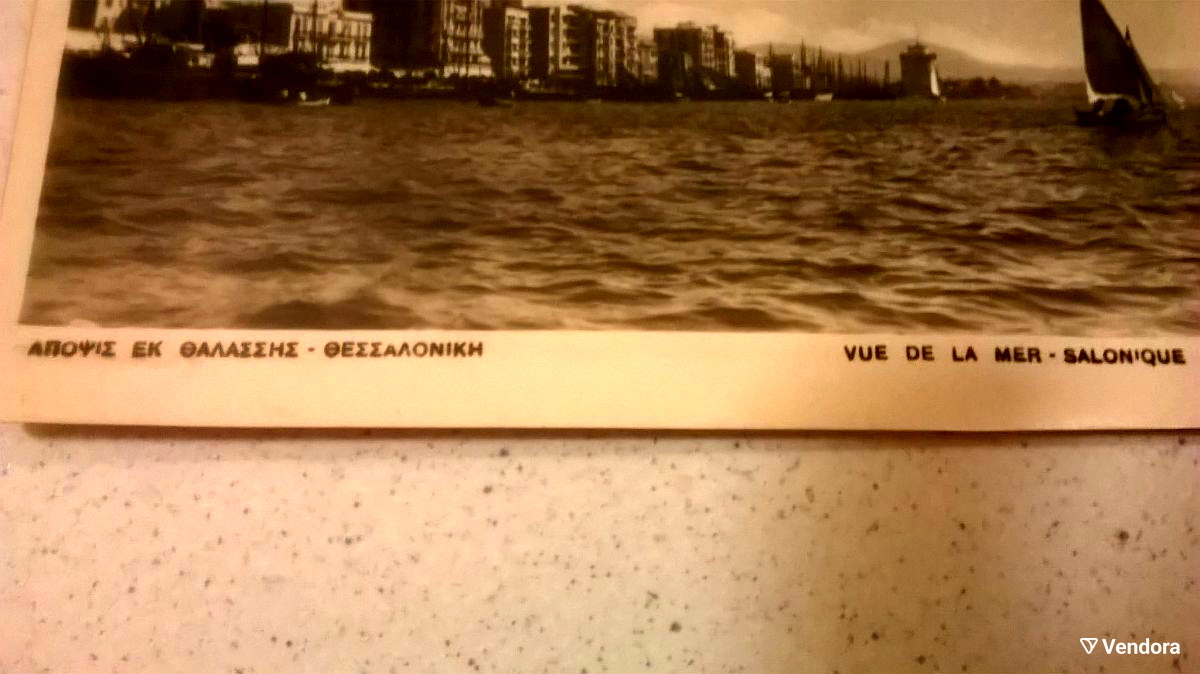 ΑΠΟΨΙΣ ΕΚ ΘΑΛΑΣΣΗΣ - ΘΕΣΣΑΛΟΝΙΚΗ
VUE DE LA MER - SALONIQUE
Vendora